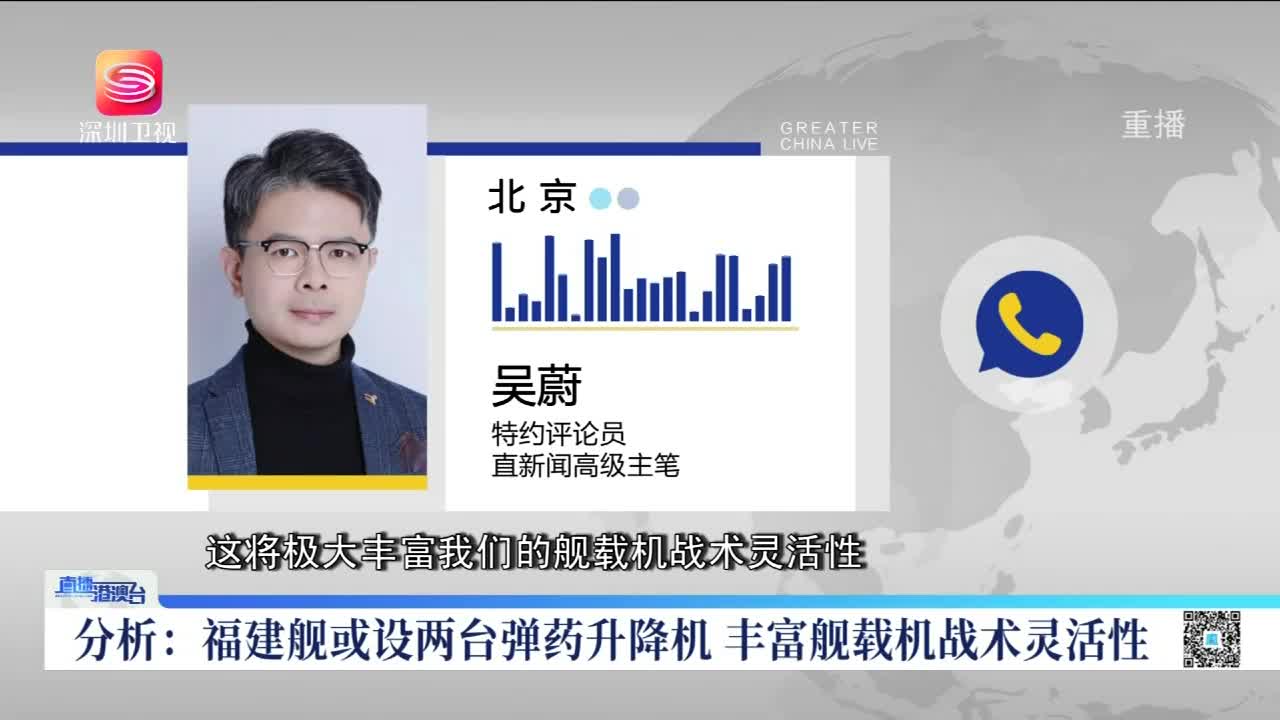 深圳卫视
GREATER
CHINA LIVE
重播
北京
吴蔚
特约评论员
直新闻高级主笔
这将极大丰富我们的舰载机战术灵活性
直播港澳台
分析：福建舰或设两台弹药升降机 丰富舰载机战术灵活性